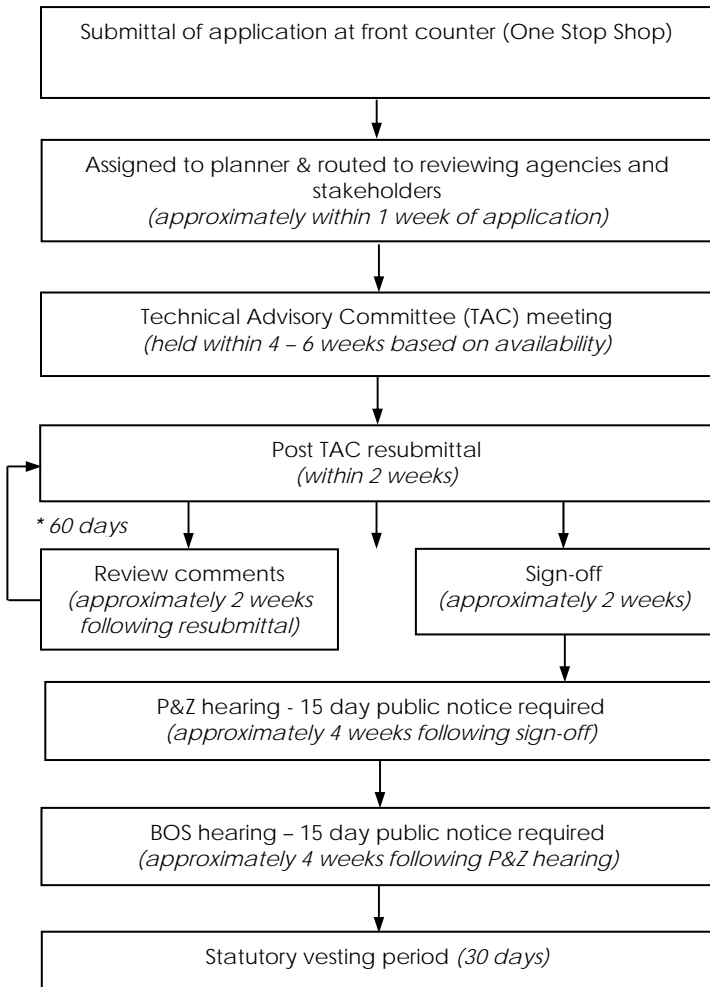 Submittal of application at front counter (One Stop Shop)
Assigned to planner & routed to reviewing agencies and
stakeholders
(approximately within 1 week of application)
Technical Advisory Committee (TAC) meeting
(held within 4 – 6 weeks based on availability)
Post TAC resubmittal
(within 2 weeks)
* 60 days
Review comments
(approximately 2 weeks
following resubmittal)
Sign-off
(approximately 2 weeks)
P&Z hearing - 15 day public notice required
(approximately 4 weeks following sign-off)
BOS hearing – 15 day public notice required
(approximately 4 weeks following P&Z hearing)
Statutory vesting period (30 days)